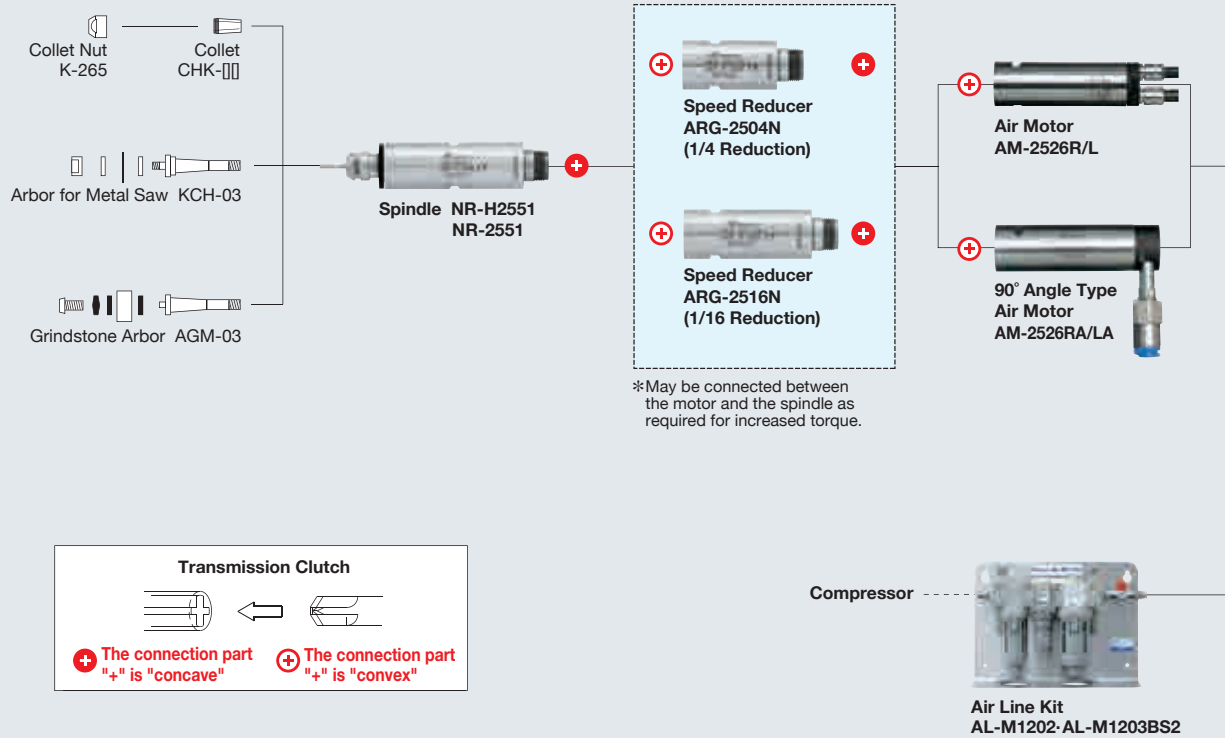 Collet Nut
K-265
Collet
CHK-[][]
Arbor for Metal Saw KCH-03
Grindstone Arbor AGM-03
Spindle NR-H2551
NR-2551
Speed Reducer
ARG-2504N
(1/4 Reduction)
Speed Reducer
ARG-2516N
(1/16 Reduction)
✻May be connected between
the motor and the spindle as
required for increased torque.
Air Motor
AM-2526R/L
90˚ Angle Type
Air Motor
AM-2526RA/LA
Transmission Clutch
The connection part
"+" is "concave"
The connection part
"+" is "convex"
Compressor
Air Line Kit
AL-M1202·AL-M1203BS2